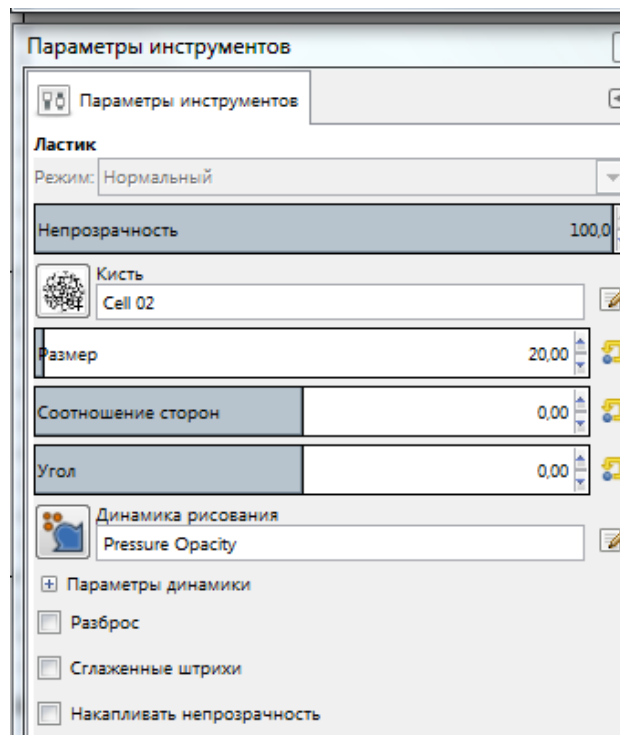 Параметры инструментов
Параметры инструментов
Ластик
Режим: Нормальный
Непрозрачность 100,0
Кисть
Cell 02
Размер 20,00
Соотношение сторон 0,00
Угол 0,00
Динамика рисования
Pressure Opacity
Параметры динамики
Разброс
Сглаженные штрихи
Накапливать непрозрачность